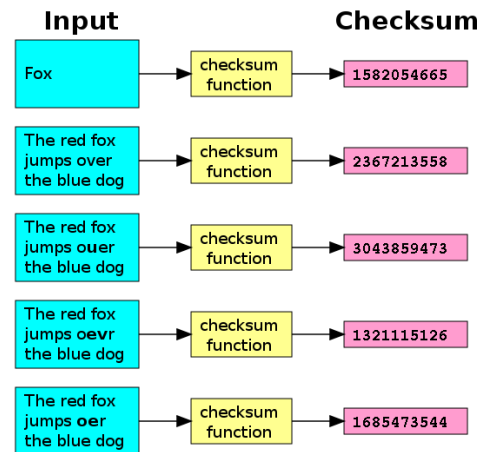 Input Checksum
Fox
checksum
function
1582054665
The red fox
jumps over
the blue dog
checksum
function
2367213558
The red fox
jumps ouer
the blue dog
checksum
function
3043859473
The red fox
jumps oevr
the blue dog
checksum
function
1321115126
The red fox
jumps oer
the blue dog
checksum
function
1685473544